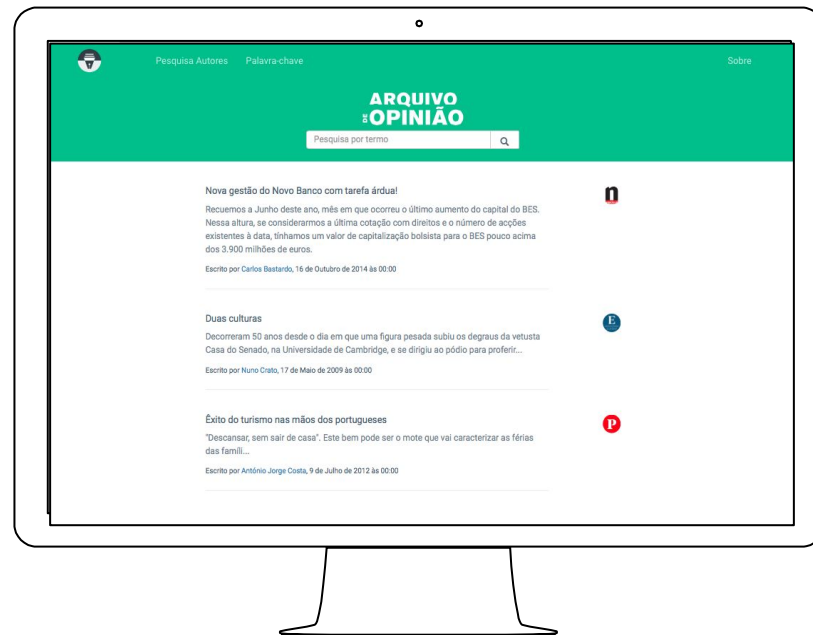 Pesquisa Autores Palavra-chave Sobre
ARQUIVO
DE OPINIÃO
Pesquisa por termo
Nova gestão do Novo Banco com tarefa árdua!
n
Recuemos a Junho deste ano, mês em que ocorreu o último aumento do capital do BES.
Nessa altura, se considerarmos a última cotação com direitos e o número de acções
existentes à data, tínhamos um valor de capitalização bolsista para o BES pouco acima
dos 3.900 milhões de euros.
Escrito por Carlos Bastardo, 16 de Outubro de 2014 às 00:00
Duas culturas
E
Decorreram 50 anos desde o dia em que uma figura pesada subiu os degraus da vetusta
Casa do Senado, na Universidade de Cambridge, e se dirigiu ao pódio para proferir...
Escrito por Nuno Crato, 17 de Maio de 2009 às 00:00
Êxito do turismo nas mãos dos portugueses
P
"Descansar, sem sair de casa". Este bem pode ser o mote que vai caracterizar as férias
das famíli...
Escrito por António Jorge Costa, 9 de Julho de 2012 às 00:00